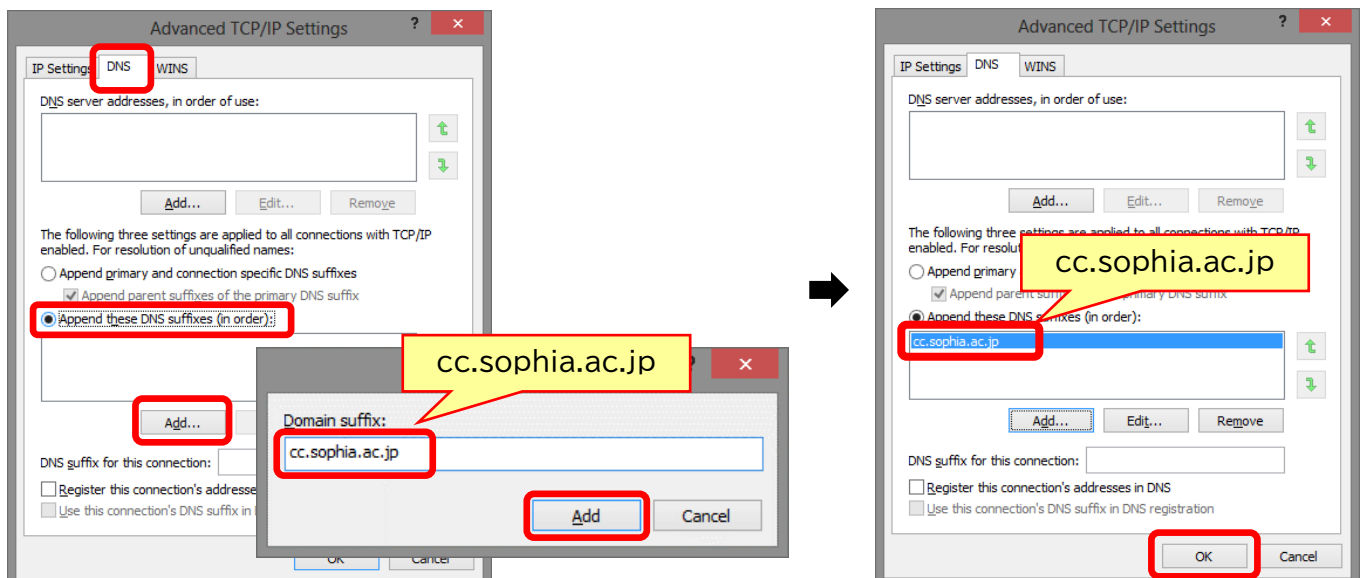 Advanced TCP/IP Settings ? ×
IP Settings DNS WINS
DNS server addresses, in order of use:
Add... Edit... Remove
The following three settings are applied to all connections with TCP/IP
enabled. For resolution of unqualified names:
Append primary and connection specific DNS suffixes
Append parent suffixes of the primary DNS suffix
Append these DNS suffixes (in order):
Add...
DNS suffix for this connection:
Register this connection's addresse
Use this connection's DNS suffix in
OK Cancel
cc.sophia.ac.jp
? ×
Domain suffix:
cc.sophia.ac.jp
Add Cancel
Advanced TCP/IP Settings ? ×
IP Settings DNS WINS
DNS server addresses, in order of use:
Add... Edit... Remove
The following three settings are applied to all connections with TCP/IP
enabled. For resolut
cc.sophia.ac.jp
Append primary
Append parent suffi primary DNS suffix
Append these DNS suffixes (in order):
cc.sophia.ac.jp
Add... Edit... Remove
DNS suffix for this connection:
Register this connection's addresses in DNS
Use this connection's DNS suffix in DNS registration
OK Cancel